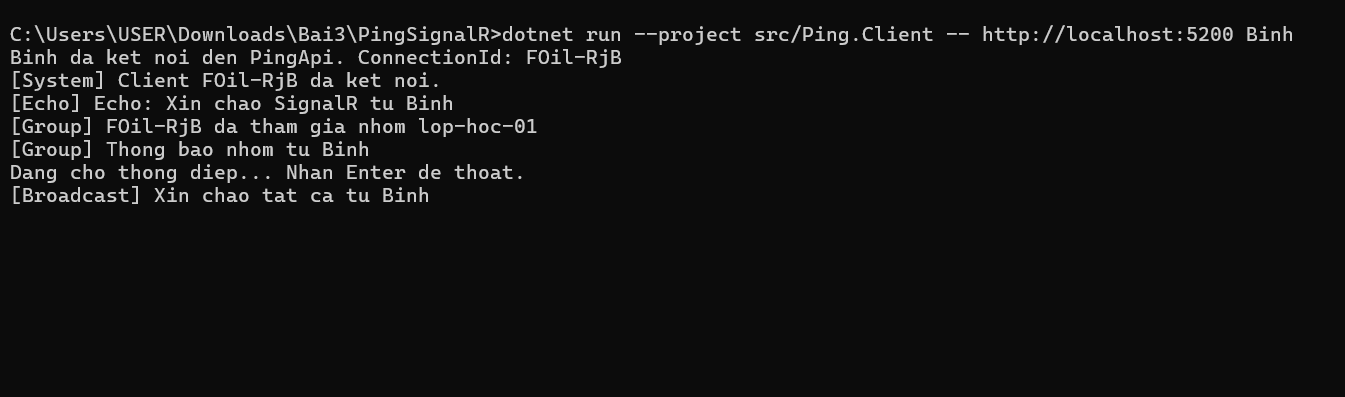 C:\Users\USER\Downloads\Bai3\PingSignalR>dotnet run --project src/Ping.Client -- http://localhost:5200 Binh
Binh da ket noi den PingApi. ConnectionId: FOil-RjB
[System] Client FOil-RjB da ket noi.
[Echo] Echo: Xin chao SignalR tu Binh
[Group] FOil-RjB da tham gia nhom lop-hoc-01
[Group] Thong bao nhom tu Binh
Dang cho thong diep... Nhan Enter de thoat.
[Broadcast] Xin chao tat ca tu Binh